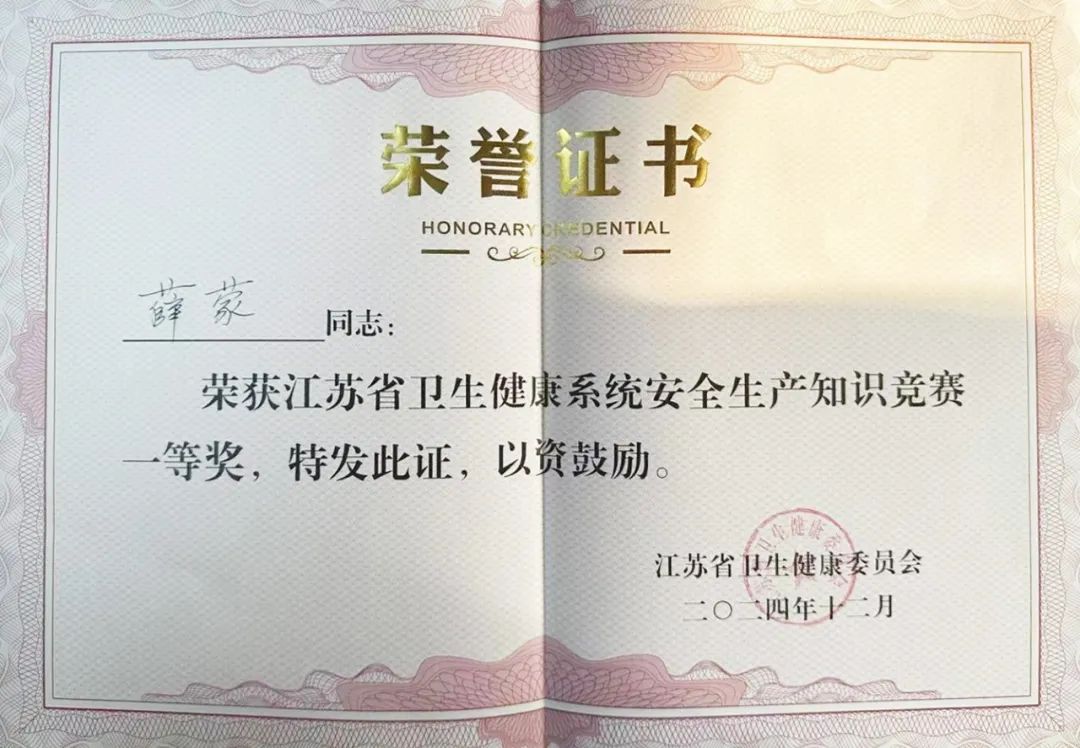 荣誉证书
HONORARY CREDENTIAL
薛蒙 同志：
荣获江苏省卫生健康系统安全生产知识竞赛
一等奖，特发此证，以资鼓励。
江苏省卫生健康委员会
二〇二四年十二月